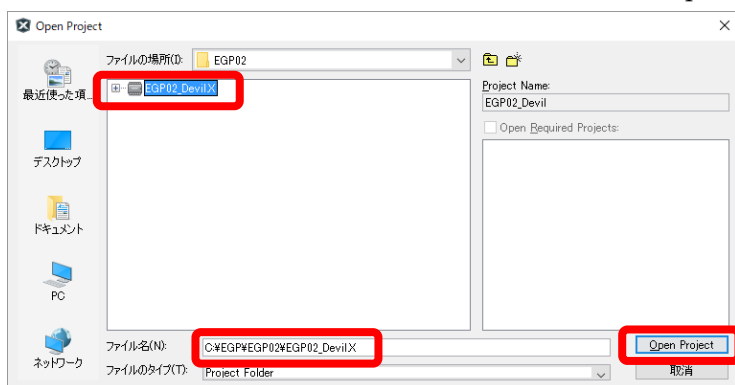 Open Project
ファイルの場所(I):
EGP02
最近使った項...
EGP02_Devil.X
Project Name:
EGP02_Devil
Open Required Projects:
デスクトップ
ドキュメント
PC
ネットワーク
ファイル名(N):
C:¥EGP¥EGP02¥EGP02_Devil.X
Open Project
ファイルのタイプ(T):
Project Folder
取消